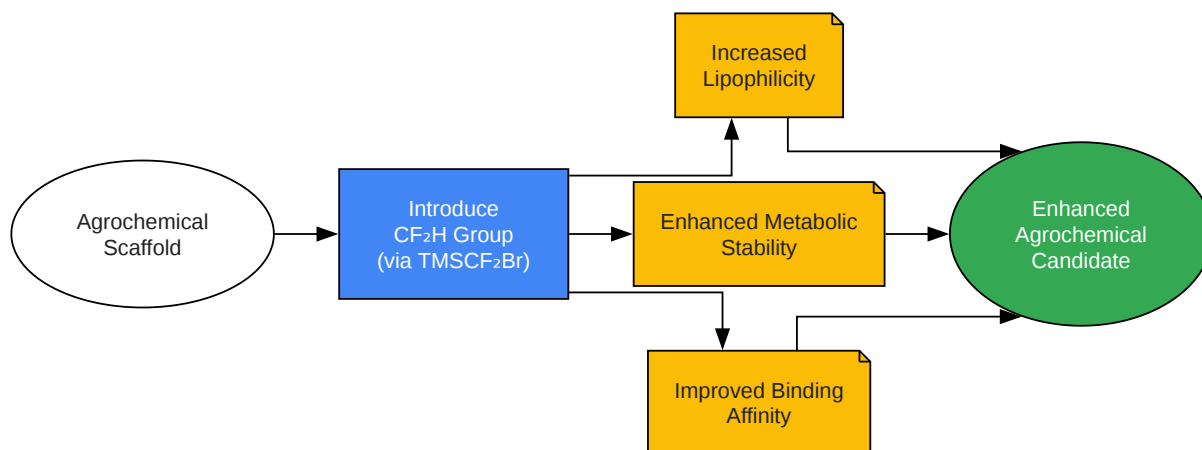 Agrochemical
Scaffold
Introduce
CF₂H Group
(via TMSCF₂Br)
Increased
Lipophilicity
Enhanced Metabolic
Stability
Improved Binding
Affinity
Enhanced
Agrochemical
Candidate